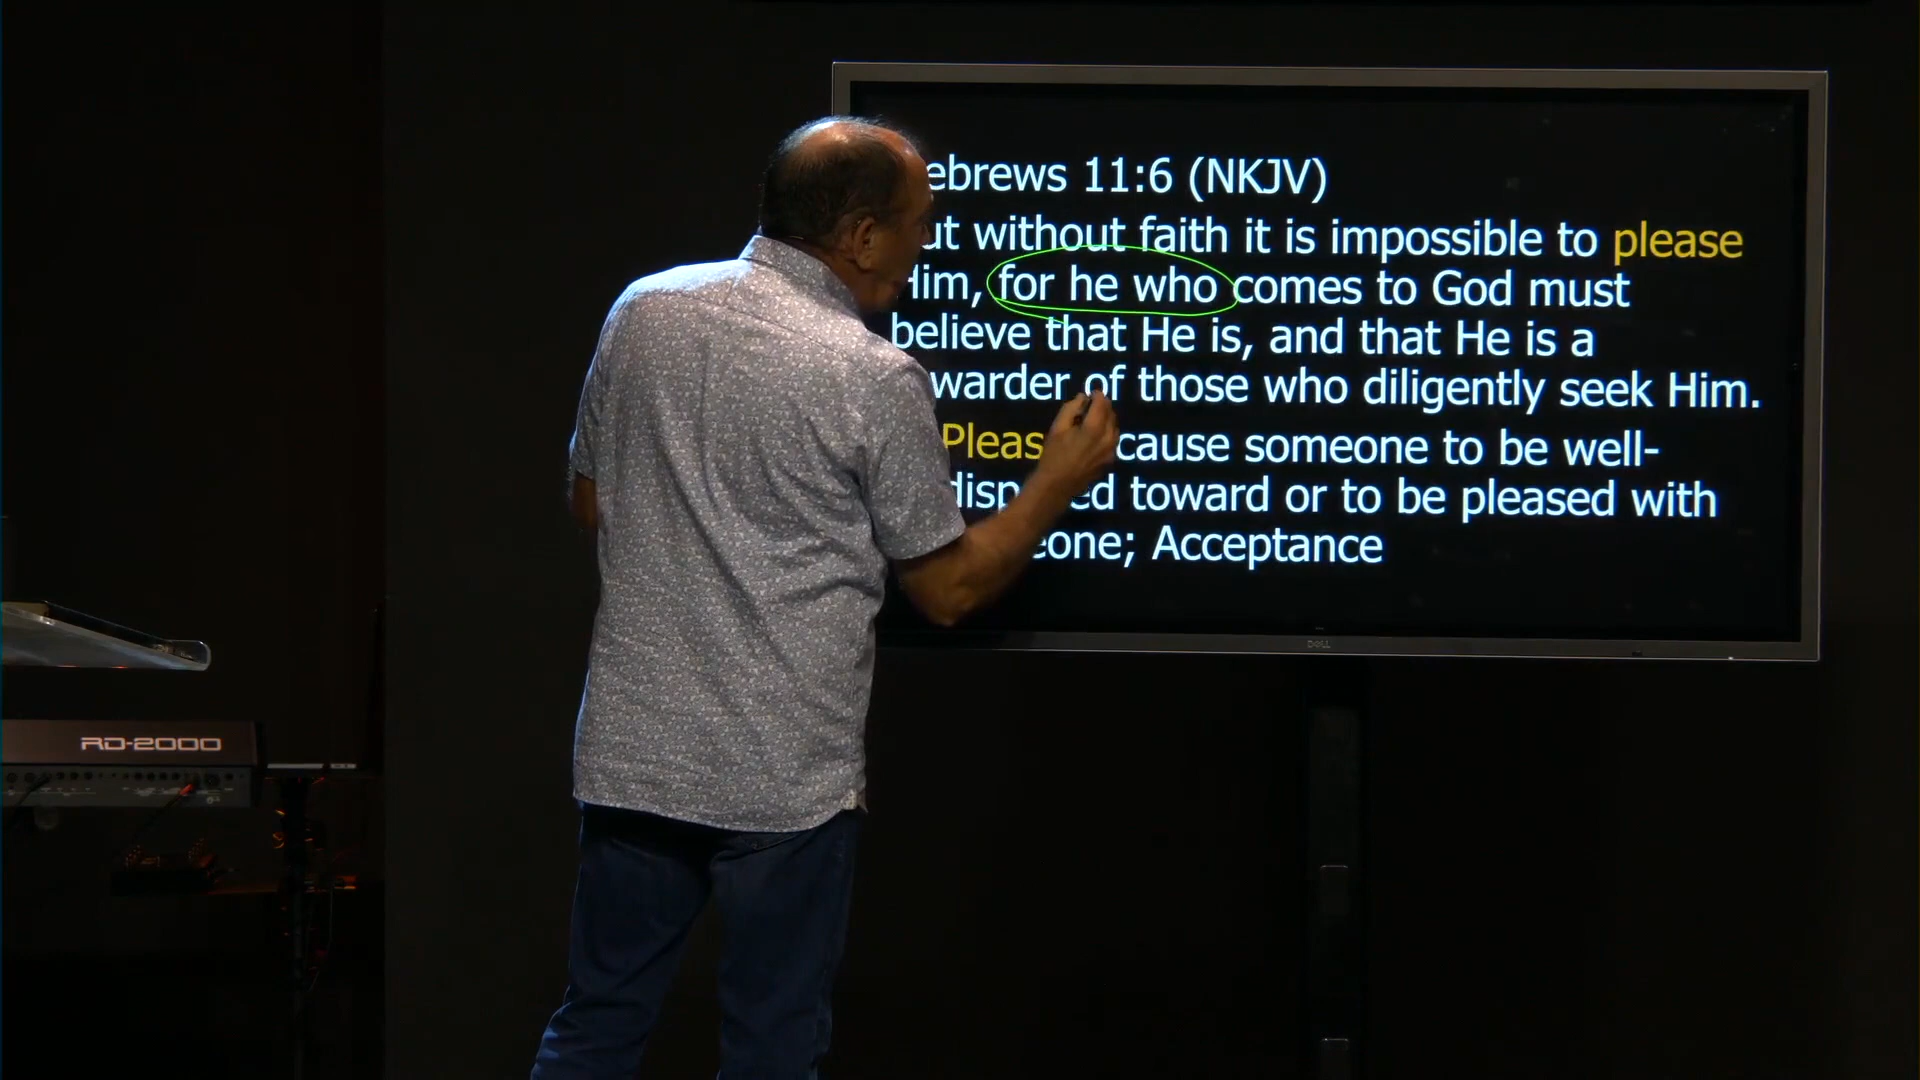 ebrews 11:6 (NKJV)
ut without faith it is impossible to please
Him, for he who comes to God must
believe that He is, and that He is a
warder of those who diligently seek Him.
Pleas cause someone to be well-
disp ed toward or to be pleased with
eone; Acceptance
DELL
RD-2000